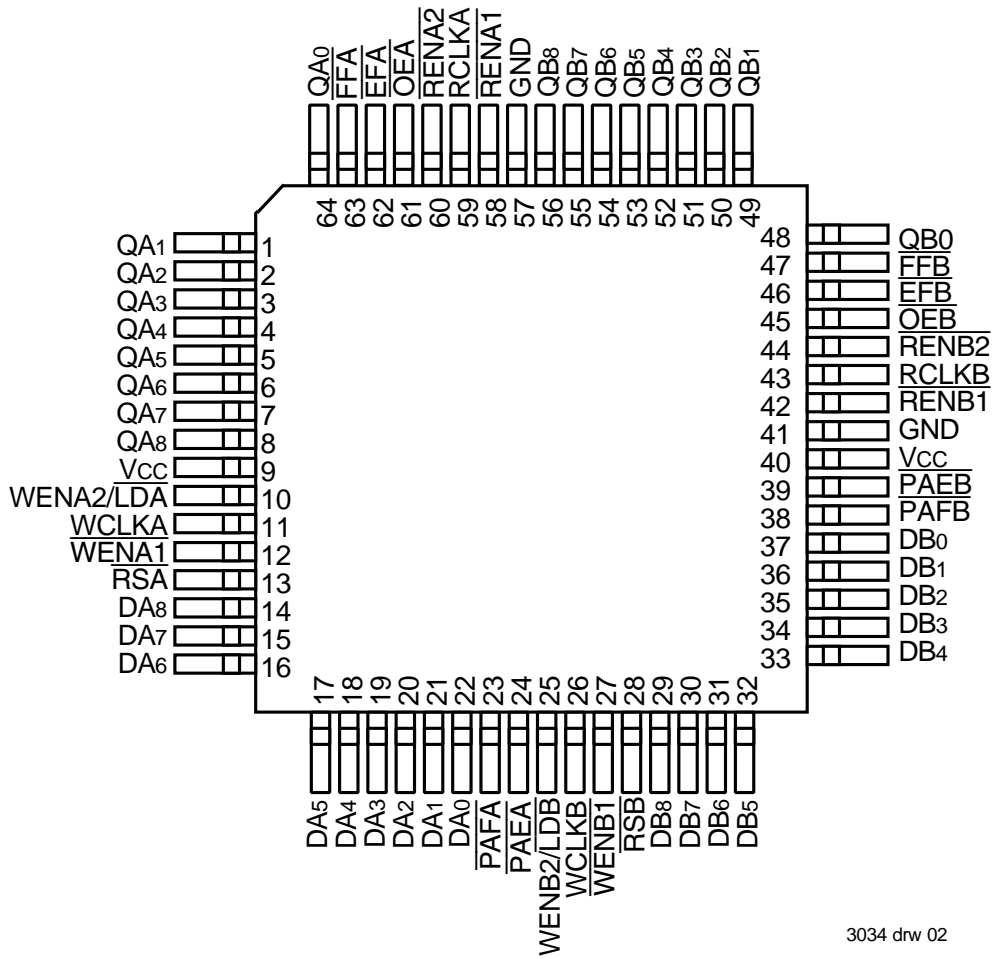 QA0
FFA
EFA
OEA
RENA2
RCLKA
RENA1
GND
QB8
QB7
QB6
QB5
QB4
QB3
QB2
QB1
64
63
62
61
60
59
58
57
56
55
54
53
52
51
50
49
QA1 1
QA2 2
QA3 3
QA4 4
QA5 5
QA6 6
QA7 7
QA8 8
VCC 9
WENA2/LDA 10
WCLKA 11
WENA1 12
RSA 13
DA8 14
DA7 15
DA6 16
48 QB0
47 FFB
46 EFB
45 OEB
44 RENB2
43 RCLKB
42 RENB1
41 GND
40 VCC
39 PAEB
38 PAFB
37 DB0
36 DB1
35 DB2
34 DB3
33 DB4
17
18
19
20
21
22
23
24
25
26
27
28
29
30
31
32
DA5
DA4
DA3
DA2
DA1
DA0
PAFA
PAEA
WENB2/LDB
WCLKB
WENB1
RSB
DB8
DB7
DB6
DB5
3034 drw 02